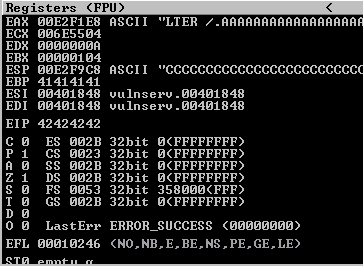 Registers (FPU) <
EAX 00E2F1E8 ASCII "LTER /.AAAAAAAAAAAAAAAAAAAAAAAA
ECX 006E5504
EDX 0000000A
EBX 00000104
ESP 00E2F9C8 ASCII "CCCCCCCCCCCCCCCCCCCCCCCCC
EBP 41414141
ESI 00401848 vulnserv.00401848
EDI 00401848 vulnserv.00401848
EIP 42424242
C 0 ES 002B 32bit 0(FFFFFFFF)
P 1 CS 0023 32bit 0(FFFFFFFF)
A 0 SS 002B 32bit 0(FFFFFFFF)
Z 1 DS 002B 32bit 0(FFFFFFFF)
S 0 FS 0053 32bit 358000(FFF)
T 0 GS 002B 32bit 0(FFFFFFFF)
D 0
O 0 LastErr ERROR_SUCCESS (00000000)
EFL 00010246 (NO,NB,E,BE,NS,PE,GE,LE)
ST0 empty g